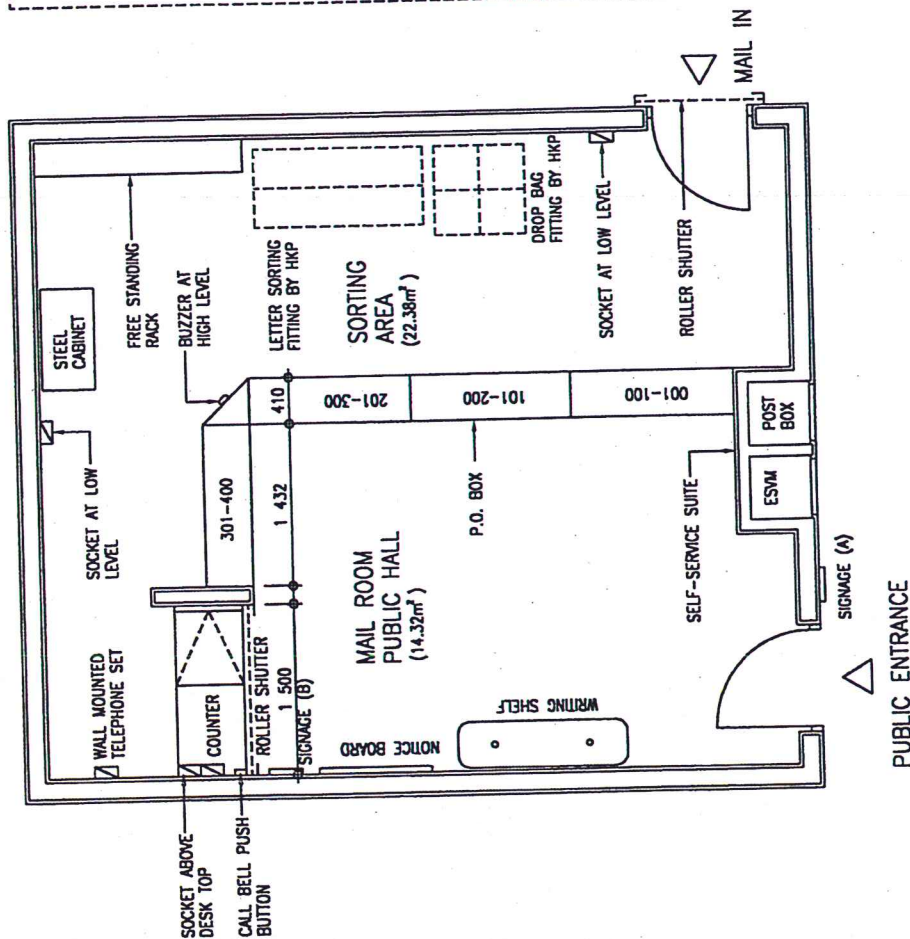 MAIL IN
FREE STANDING
RACK
STEEL
CABINET
BUZZER AT
HIGH LEVEL
LETTER SORTING
FITTING BY HKP
DROP BAG
FITTING BY HKP
SORTING
AREA
(22.38m²)
SOCKET AT LOW LEVEL
ROLLER SHUTTER
SOCKET AT LOW
LEVEL
301-400
410
201-300
101-200
001-100
1 432
P.O. BOX
POST
BOX
ESVM
SELF-SERVICE SUITE
MAIL ROOM
PUBLIC HALL
(14.32m²)
WALL MOUNTED
TELEPHONE SET
COUNTER
ROLLER SHUTTER
1 500
SIGNAGE (B)
NOTICE BOARD
WRITING SHELF
SOCKET ABOVE
DESK TOP
CALL BELL PUSH
BUTTON
SIGNAGE (A)
PUBLIC ENTRANCE